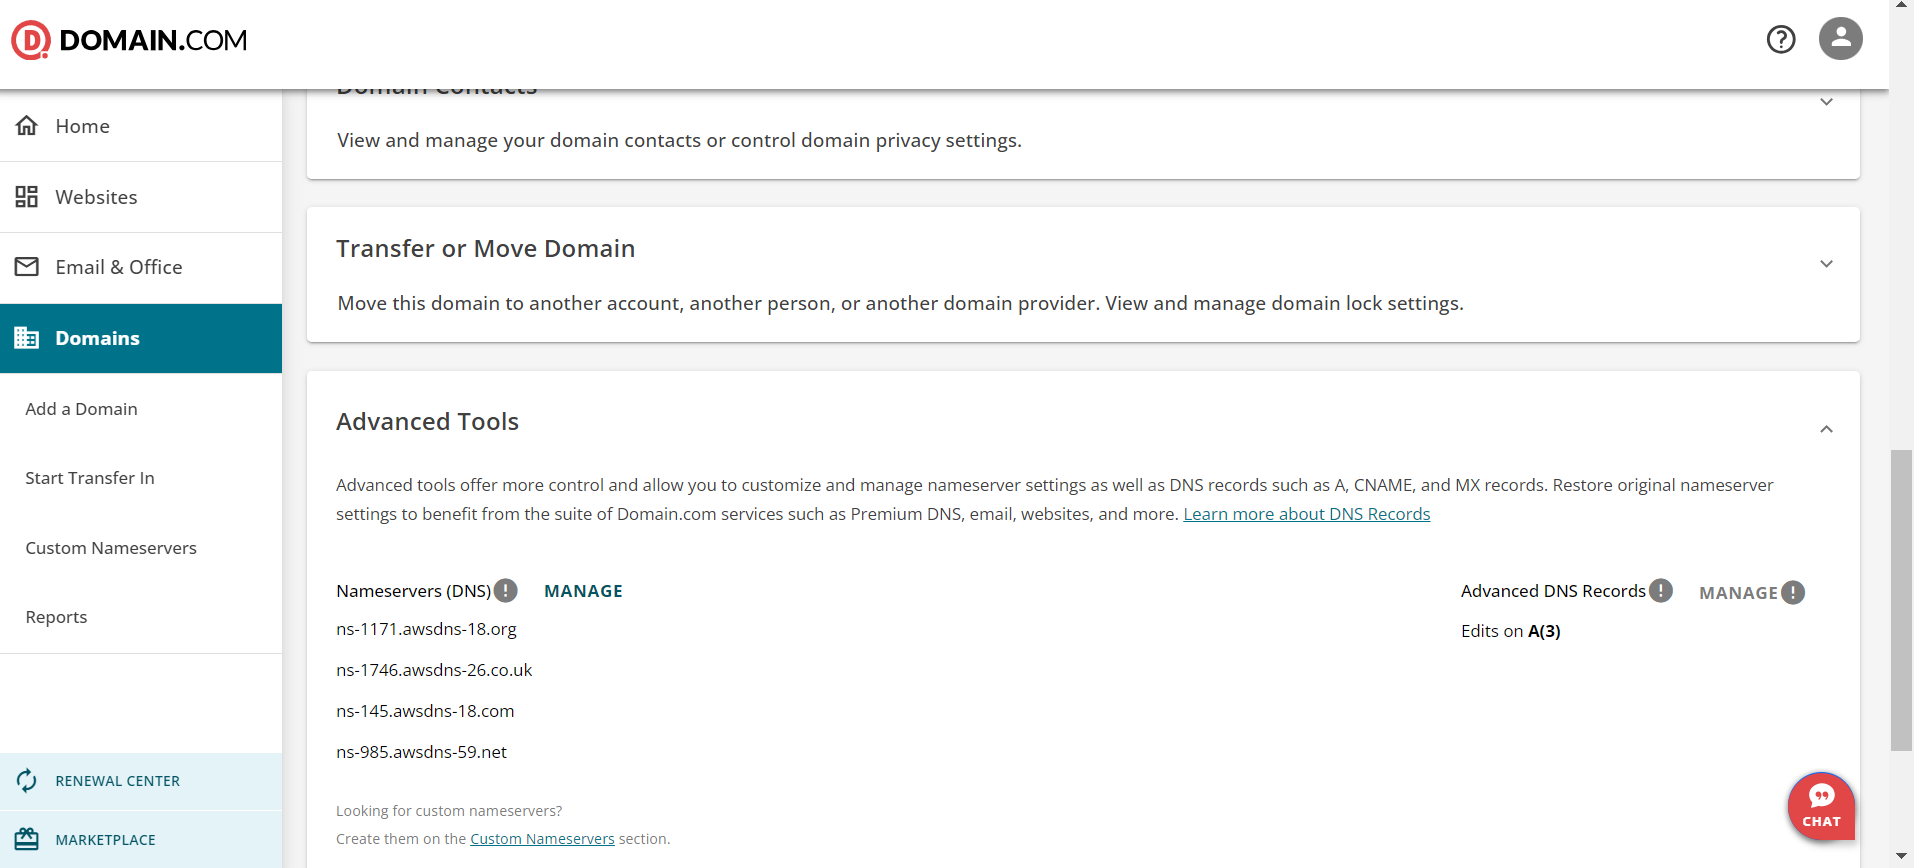 DOMAIN.COM
Home
Websites
Email & Office
Domains
Add a Domain
Start Transfer In
Custom Nameservers
Reports
RENEWAL CENTER
MARKETPLACE
Domain Contacts
View and manage your domain contacts or control domain privacy settings.
Transfer or Move Domain
Move this domain to another account, another person, or another domain provider. View and manage domain lock settings.
Advanced Tools
Advanced tools offer more control and allow you to customize and manage nameserver settings as well as DNS records such as A, CNAME, and MX records. Restore original nameserver
settings to benefit from the suite of Domain.com services such as Premium DNS, email, websites, and more. Learn more about DNS Records
Nameservers (DNS) MANAGE
ns-1171.awsdns-18.org
ns-1746.awsdns-26.co.uk
ns-145.awsdns-18.com
ns-985.awsdns-59.net
Looking for custom nameservers?
Create them on the Custom Nameservers section.
Advanced DNS Records MANAGE
Edits on A(3)
CHAT